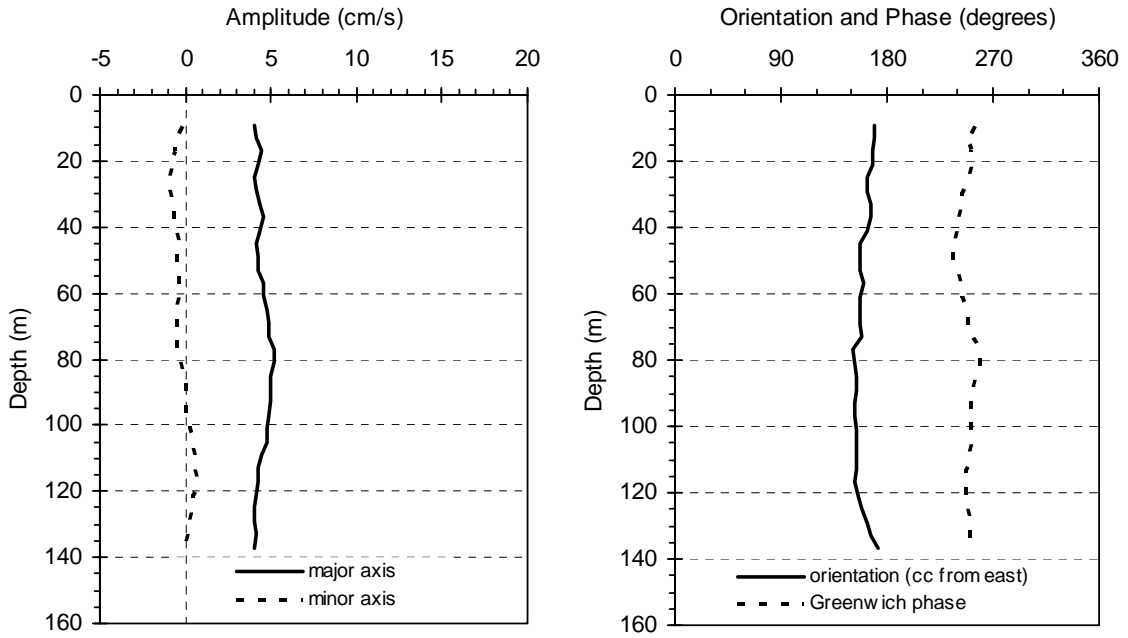 Amplitude (cm/s)
-5 0 5 10 15 20
0
20
40
60
80
100
120
140
160
Depth (m)
major axis
minor axis
Orientation and Phase (degrees)
0 90 180 270 360
0
20
40
60
80
100
120
140
160
Depth (m)
orientation (cc from east)
Greenwich phase